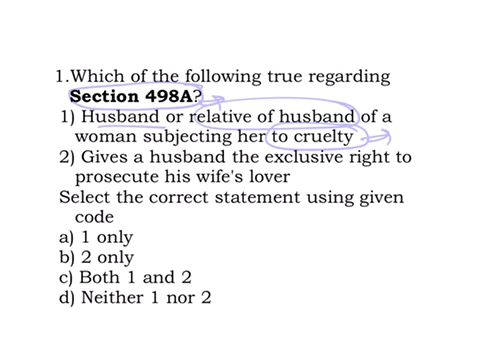 1.Which of the following true regarding
Section 498A?
1) Husband or relative of husband of a
woman subjecting her to cruelty
2) Gives a husband the exclusive right to
prosecute his wife's lover
Select the correct statement using given
code
a) 1 only
b) 2 only
c) Both 1 and 2
d) Neither 1 nor 2